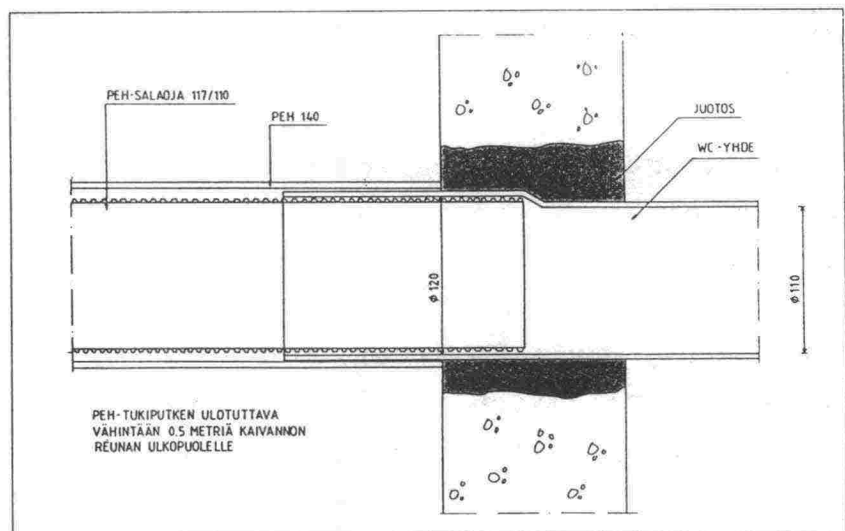 PEH-SALAOJA 117/110
PEH 140
JUOTOS
WC-YHDE
ø 120
ø 110
PEH-TUKIPUTKEN ULOTUTTAVA
VÄHINTÄÄN 0.5 METRIÄ KAIVANNON
REUNAN ULKOPUOLELLE